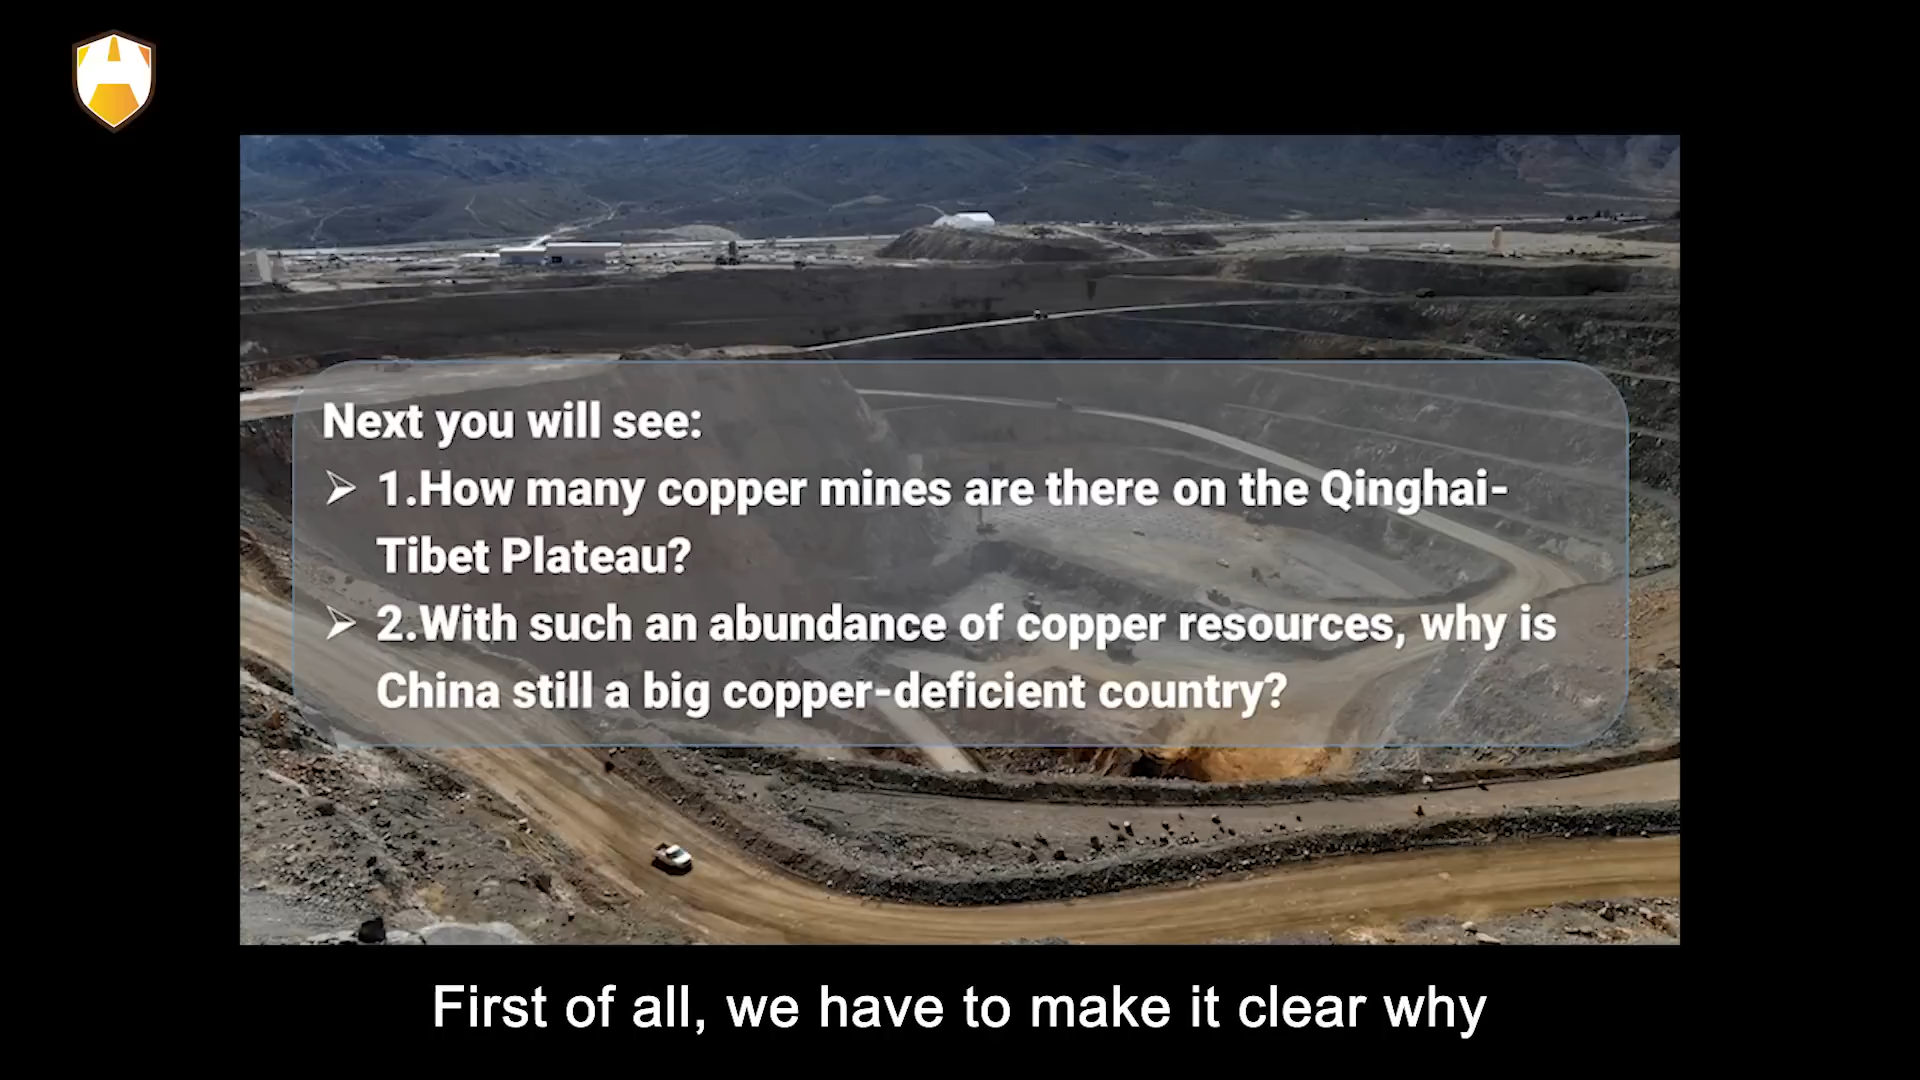 Next you will see:
➢ 1.How many copper mines are there on the Qinghai-
Tibet Plateau?
➢ 2.With such an abundance of copper resources, why is
China still a big copper-deficient country?
First of all, we have to make it clear why